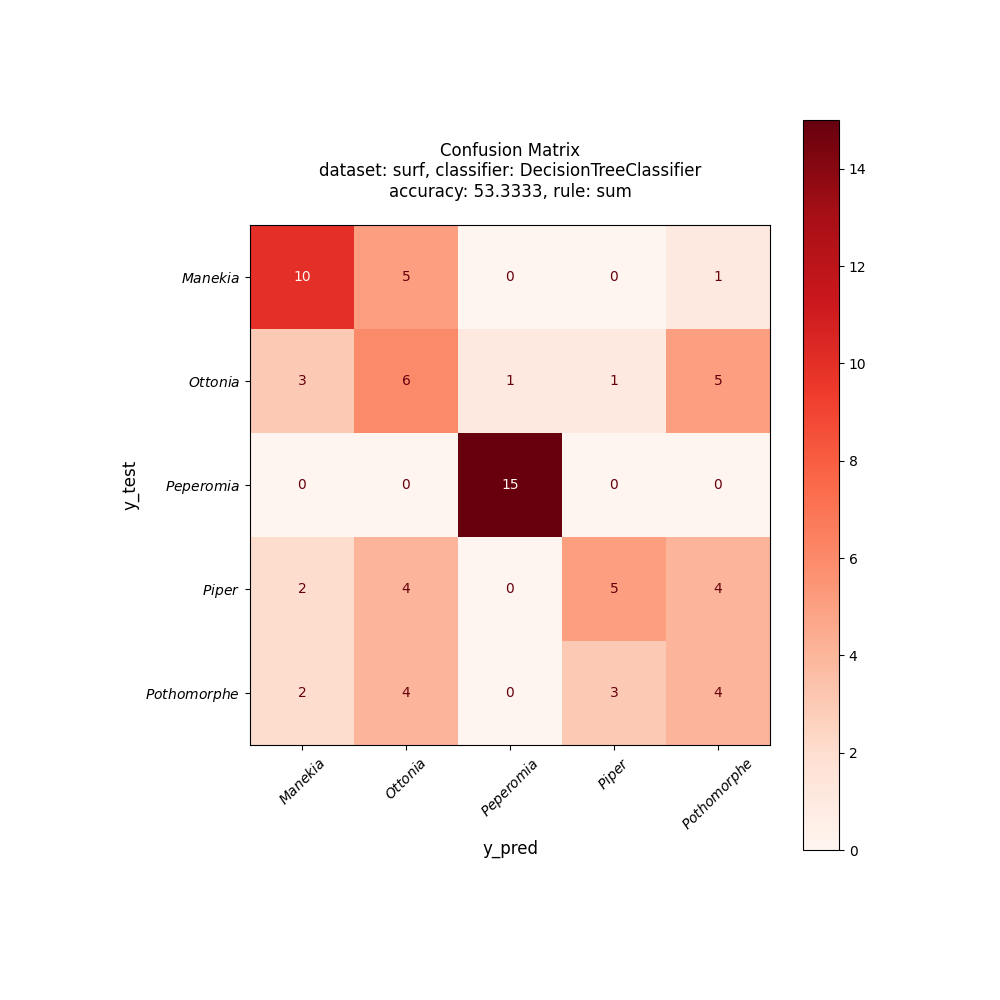 Confusion Matrix
dataset: surf, classifier: DecisionTreeClassifier
accuracy: 53.3333, rule: sum
Manekia 10 5 0 0 1
Ottonia 3 6 1 1 5
Peperomia 0 0 15 0 0
Piper 2 4 0 5 4
Pothomorphe 2 4 0 3 4
y_test
Manekia Ottonia Peperomia Piper Pothomorphe
y_pred
14
12
10
8
6
4
2
0